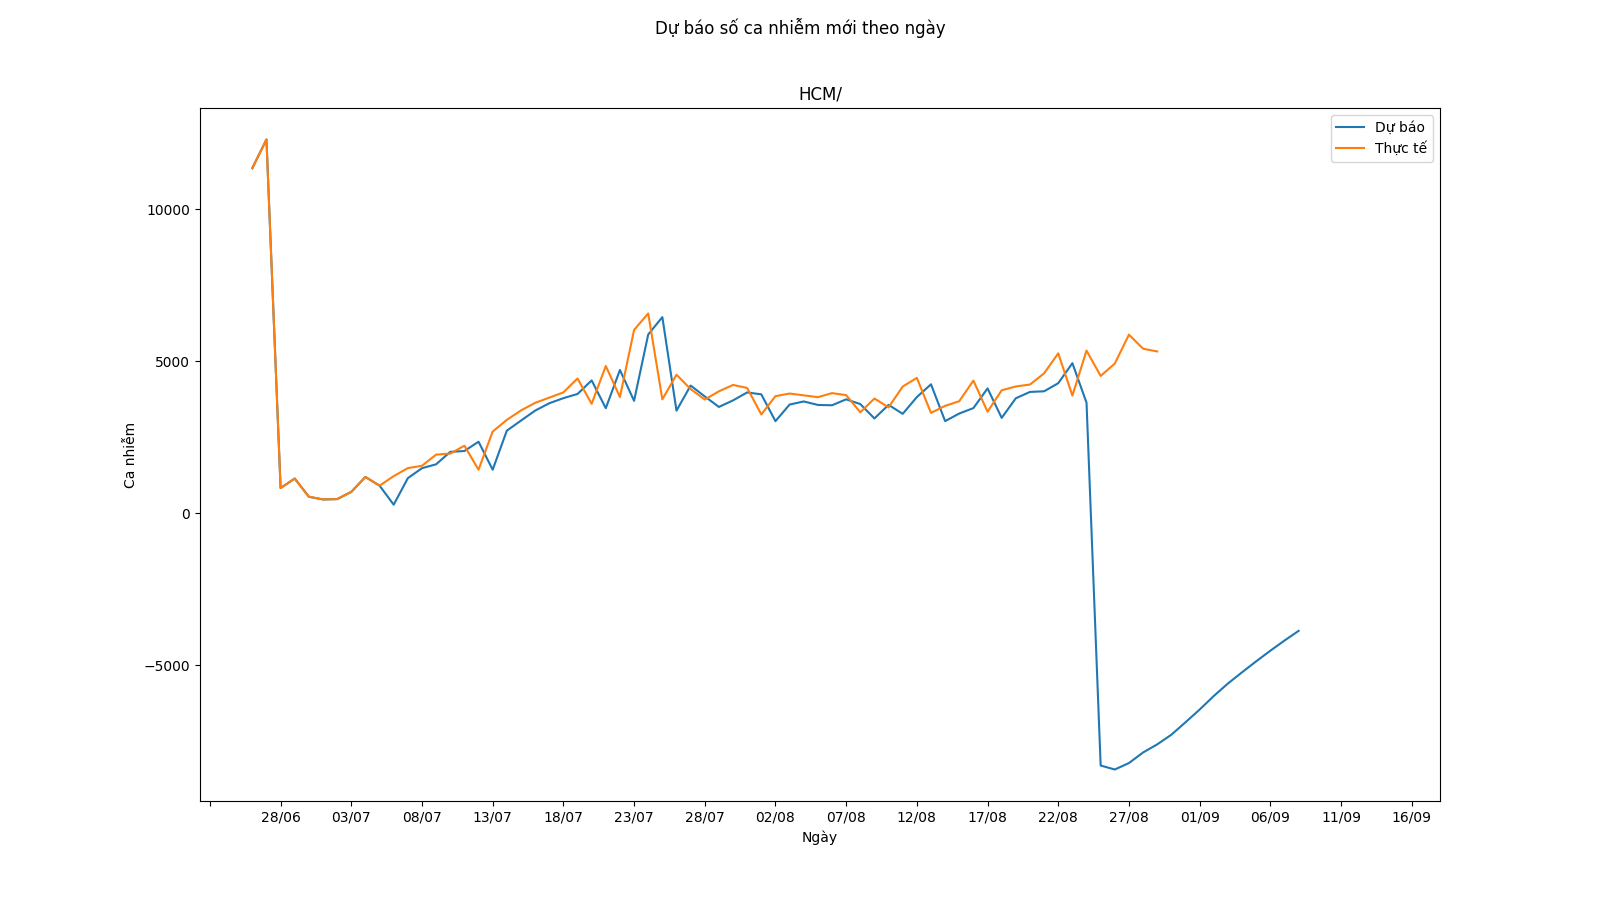 Dự báo số ca nhiễm mới theo ngày
HCM/
Dự báo
Thực tế
10000
5000
0
−5000
Ca nhiễm
28/06 03/07 08/07 13/07 18/07 23/07 28/07 02/08 07/08 12/08 17/08 22/08 27/08 01/09 06/09 11/09 16/09
Ngày